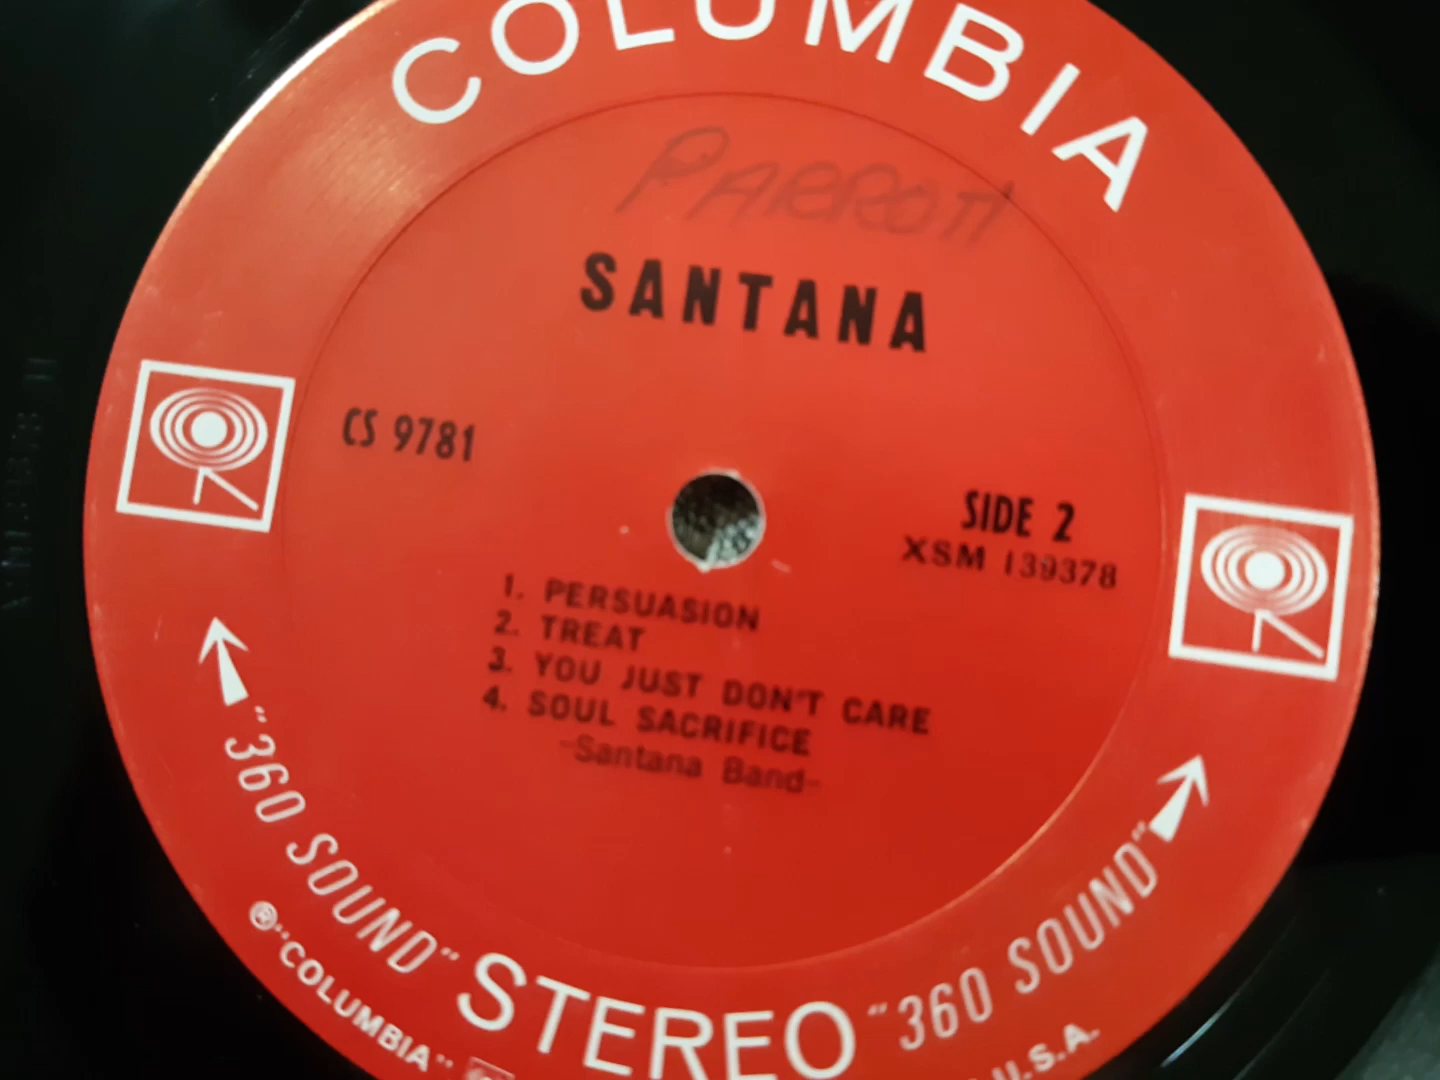 COLUMBIA
SANTANA
CS 9781
SIDE 2
XSM 139378
1. PERSUASION
2. TREAT
3. YOU JUST DON'T CARE
4. SOUL SACRIFICE
-Santana Band-
"360 SOUND" STEREO "360 SOUND"
® "COLUMBIA"
U.S.A.